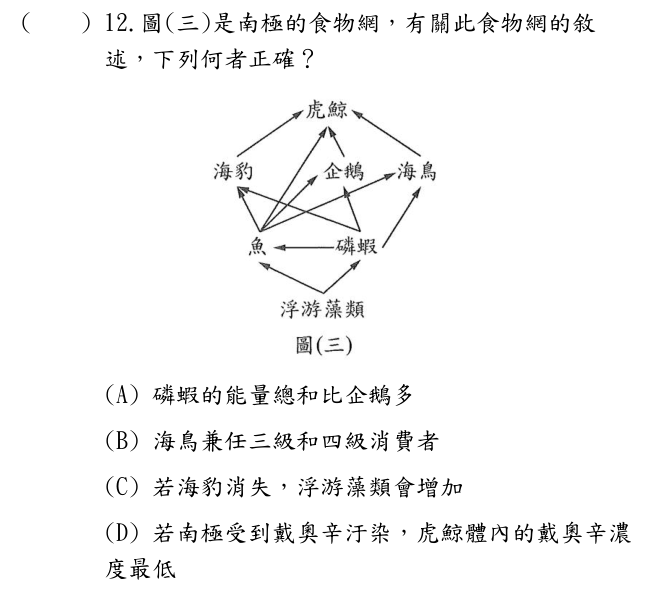 (　　) 12. 圖(三)是南極的食物網，有關此食物網的敘
述，下列何者正確？
虎鯨
海豹　企鵝　海鳥
魚　磷蝦
浮游藻類
圖(三)
(A) 磷蝦的能量總和比企鵝多
(B) 海鳥兼任三級和四級消費者
(C) 若海豹消失，浮游藻類會增加
(D) 若南極受到戴奧辛汙染，虎鯨體內的戴奧辛濃
度最低